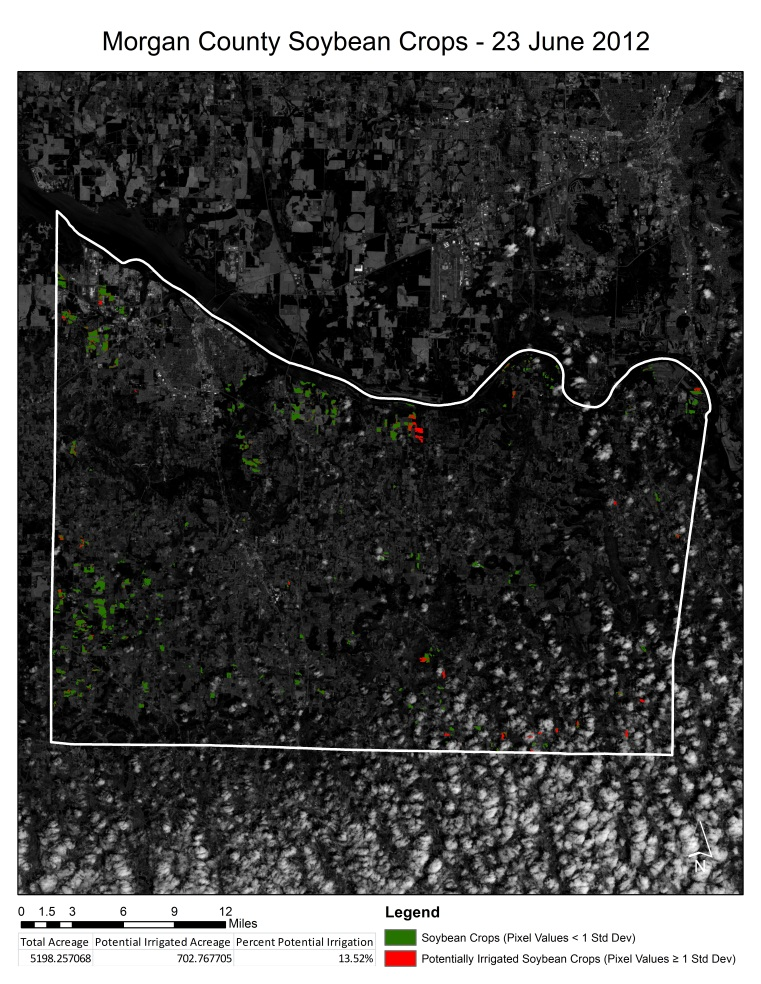 Morgan County Soybean Crops - 23 June 2012
N
0 1.5 3 6 9 12
Miles
Total Acreage Potential Irrigated Acreage Percent Potential Irrigation
5198.257068 702.767705 13.52%
Legend
Soybean Crops (Pixel Values < 1 Std Dev)
Potentially Irrigated Soybean Crops (Pixel Values ≥ 1 Std Dev)